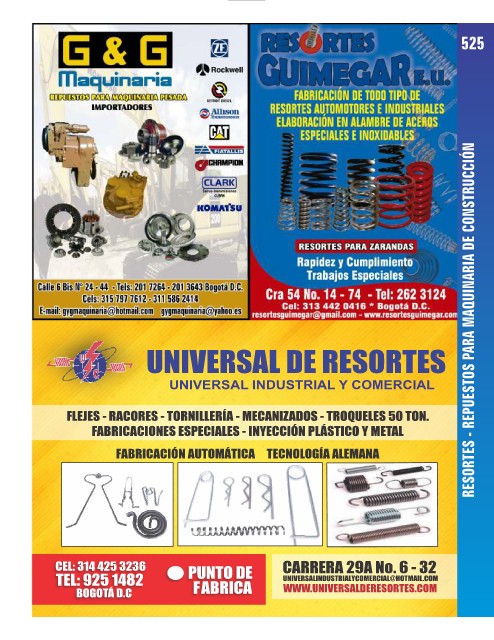 525
RESORTES - REPUESTOS PARA MAQUINARIA DE CONSTRUCCIÓN
G & G
Maquinaria
REPUESTOS PARA MAQUINARIA PESADA
IMPORTADORES
ZF
Rockwell
DETROIT DIESEL
Allison
Transmission
CAT
FIATALLIS
CHAMPION
CLARK
KOMATSU
Calle 6 Bis N° 24 - 44 - Tels: 201 7264 - 201 3643 Bogotá D.C.
Cels: 315 797 7612 - 311 586 2414
E-mail: gygmaquinaria@hotmail.com gygmaquinaria@yahoo.es
RESORTES
GUIMEGAR E.U.
FABRICACIÓN DE TODO TIPO DE
RESORTES AUTOMOTORES E INDUSTRIALES
ELABORACIÓN EN ALAMBRE DE ACEROS
ESPECIALES E INOXIDABLES
RESORTES PARA ZARANDAS
Rapidez y Cumplimiento
Trabajos Especiales
Cra 54 No. 14 - 74 - Tel: 262 3124
Cel: 313 442 0416 * Bogotá D.C.
resortesguimegar@gmail.com - www.resortesguimegar.com
UNIVERSAL DE RESORTES
UNIVERSAL INDUSTRIAL Y COMERCIAL
FLEJES - RACORES - TORNILLERÍA - MECANIZADOS - TROQUELES 50 TON.
FABRICACIONES ESPECIALES - INYECCIÓN PLÁSTICO Y METAL
FABRICACIÓN AUTOMÁTICA TECNOLOGÍA ALEMANA
CEL: 314 425 3236
TEL: 925 1482
BOGOTÁ D.C
PUNTO DE
FABRICA
CARRERA 29A No. 6 - 32
UNIVERSALINDUSTRIALYCOMERCIAL@HOTMAIL.COM
WWW.UNIVERSALDERESORTES.COM